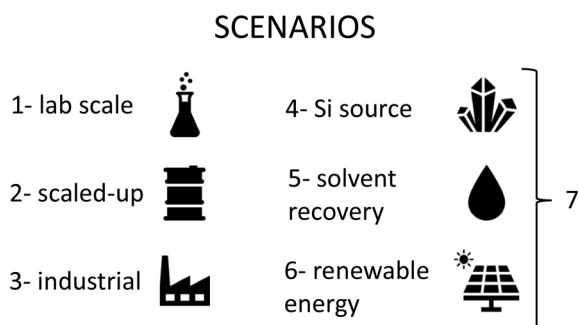 SCENARIOS
1- lab scale
2- scaled-up
3- industrial
4- Si source
5- solvent
recovery
6- renewable
energy
7